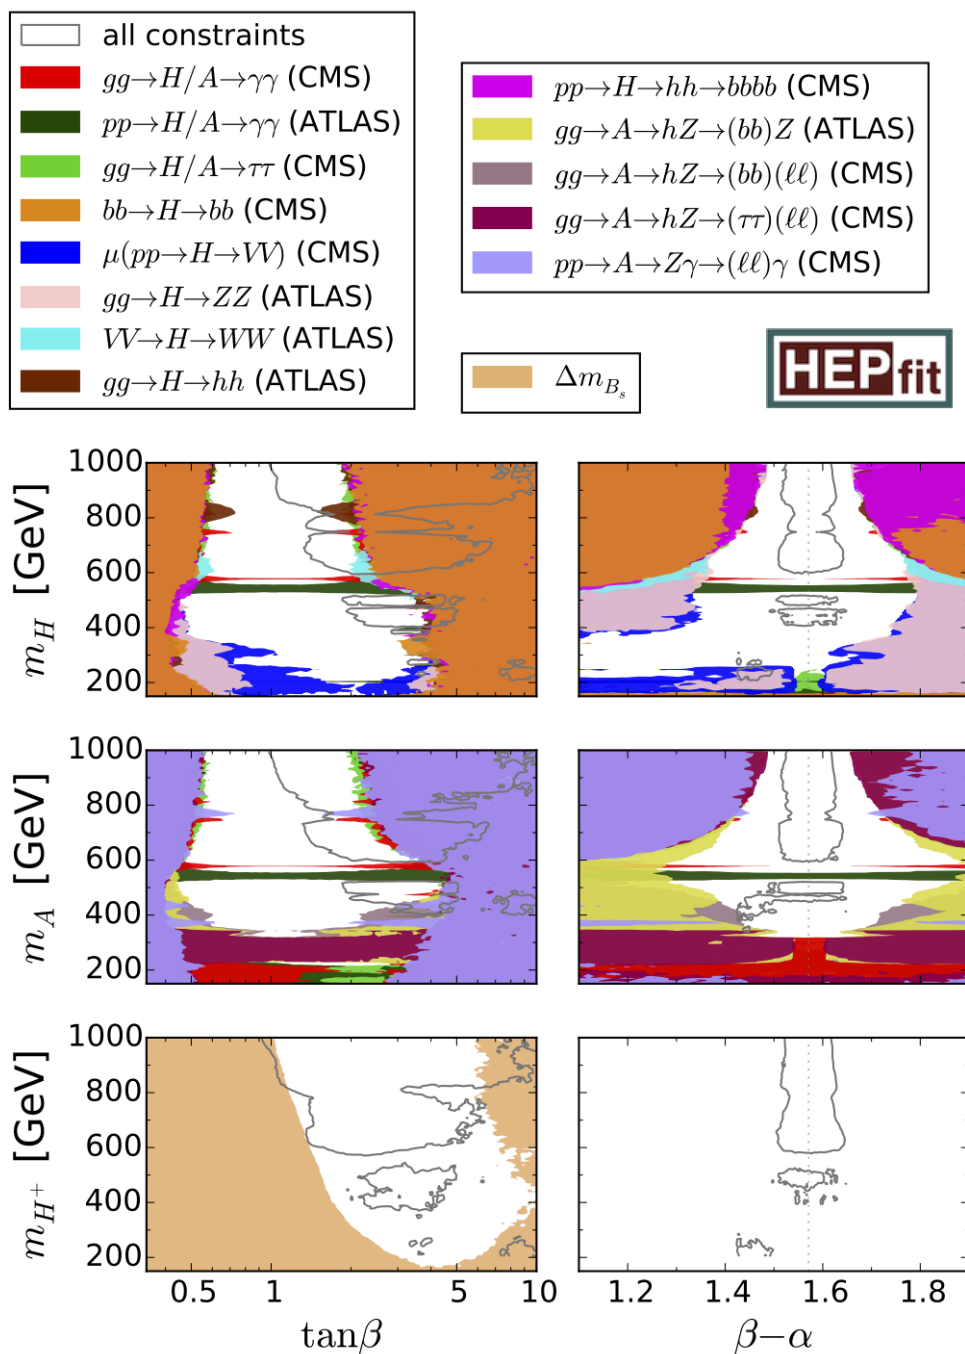 all constraints
gg→H/A→γγ (CMS)
pp→H/A→γγ (ATLAS)
gg→H/A→ττ (CMS)
bb→H→bb (CMS)
μ(pp→H→VV) (CMS)
gg→H→ZZ (ATLAS)
VV→H→WW (ATLAS)
gg→H→hh (ATLAS)
pp→H→hh→bbbb (CMS)
gg→A→hZ→(bb)Z (ATLAS)
gg→A→hZ→(bb)(ℓℓ) (CMS)
gg→A→hZ→(ττ)(ℓℓ) (CMS)
pp→A→Zγ→(ℓℓ)γ (CMS)
Δm_{B_s}
HEPfit
m_H [GeV]
1000
800
600
400
200
m_A [GeV]
1000
800
600
400
200
m_{H^+} [GeV]
1000
800
600
400
200
0.5 1 5 10
tanβ
1.2 1.4 1.6 1.8
β−α